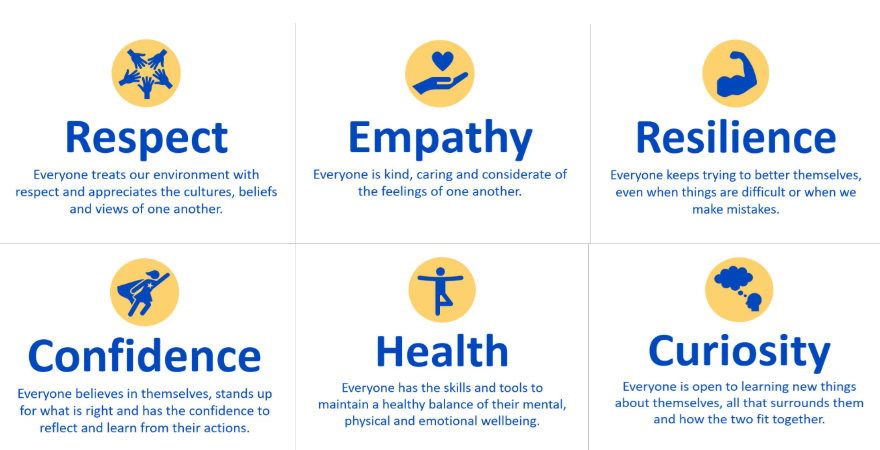 Respect
Everyone treats our environment with
respect and appreciates the cultures, beliefs
and views of one another.
Empathy
Everyone is kind, caring and considerate of
the feelings of one another.
Resilience
Everyone keeps trying to better themselves,
even when things are difficult or when we
make mistakes.
Confidence
Everyone believes in themselves, stands up
for what is right and has the confidence to
reflect and learn from their actions.
Health
Everyone has the skills and tools to
maintain a healthy balance of their mental,
physical and emotional wellbeing.
Curiosity
Everyone is open to learning new things
about themselves, all that surrounds them
and how the two fit together.